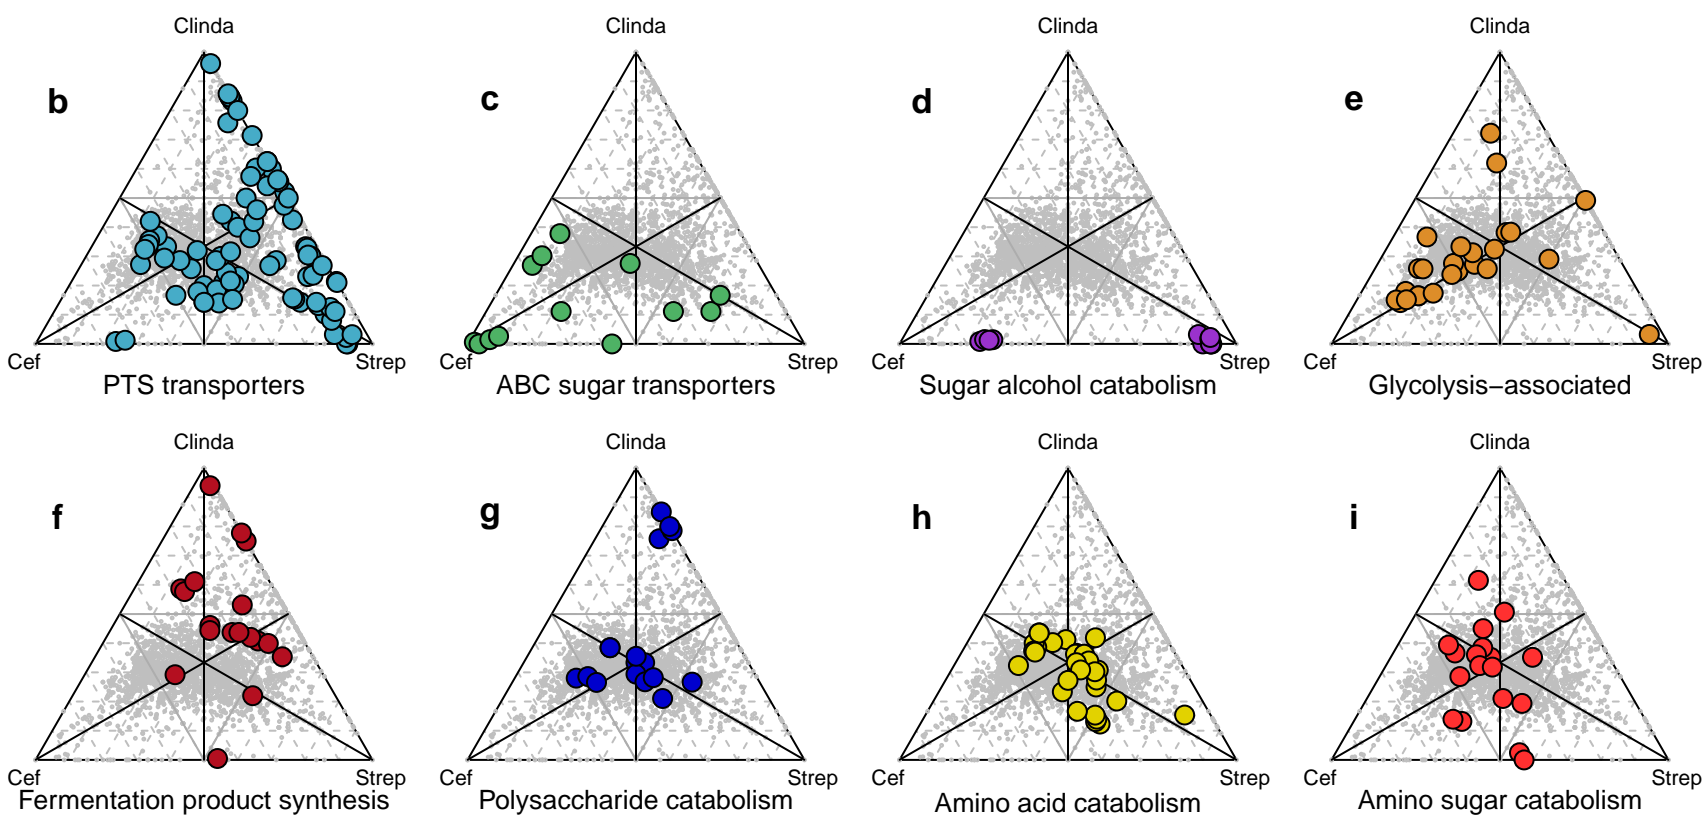 Clinda
Clinda
Clinda
Clinda
b
c
d
e
Cef
Strep
Cef
Strep
Cef
Strep
Cef
Strep
PTS transporters
ABC sugar transporters
Sugar alcohol catabolism
Glycolysis−associated
Clinda
Clinda
Clinda
Clinda
f
g
h
i
Cef
Strep
Cef
Strep
Cef
Strep
Cef
Strep
Fermentation product synthesis
Polysaccharide catabolism
Amino acid catabolism
Amino sugar catabolism